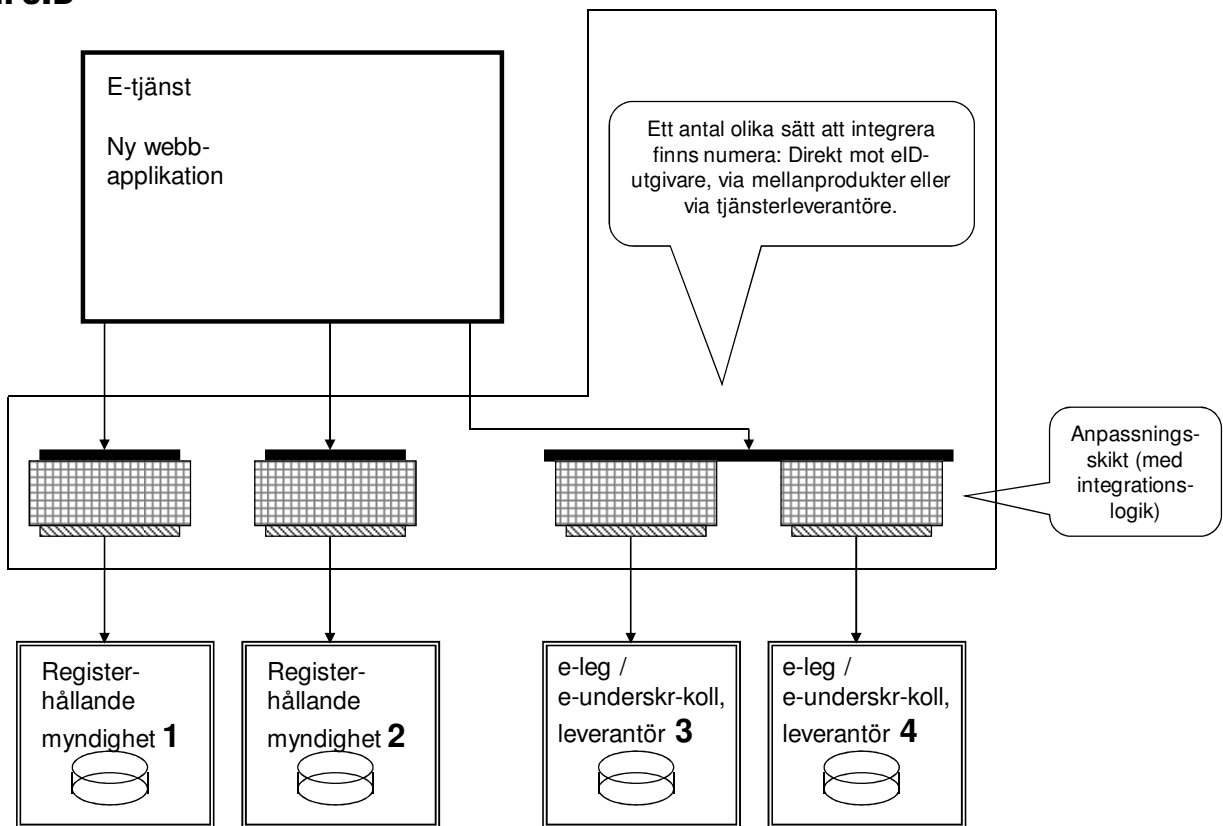 E-tjänst
Ny webb-
applikation
Ett antal olika sätt att integrera
finns numera: Direkt mot eID-
utgivare, via mellanprodukter eller
via tjänsterleverantöre.
Anpassnings-
skikt (med
integrations-
logik)
Register-
hållande
myndighet 1
Register-
hållande
myndighet 2
e-leg /
e-underskr-koll,
leverantör 3
e-leg /
e-underskr-koll,
leverantör 4